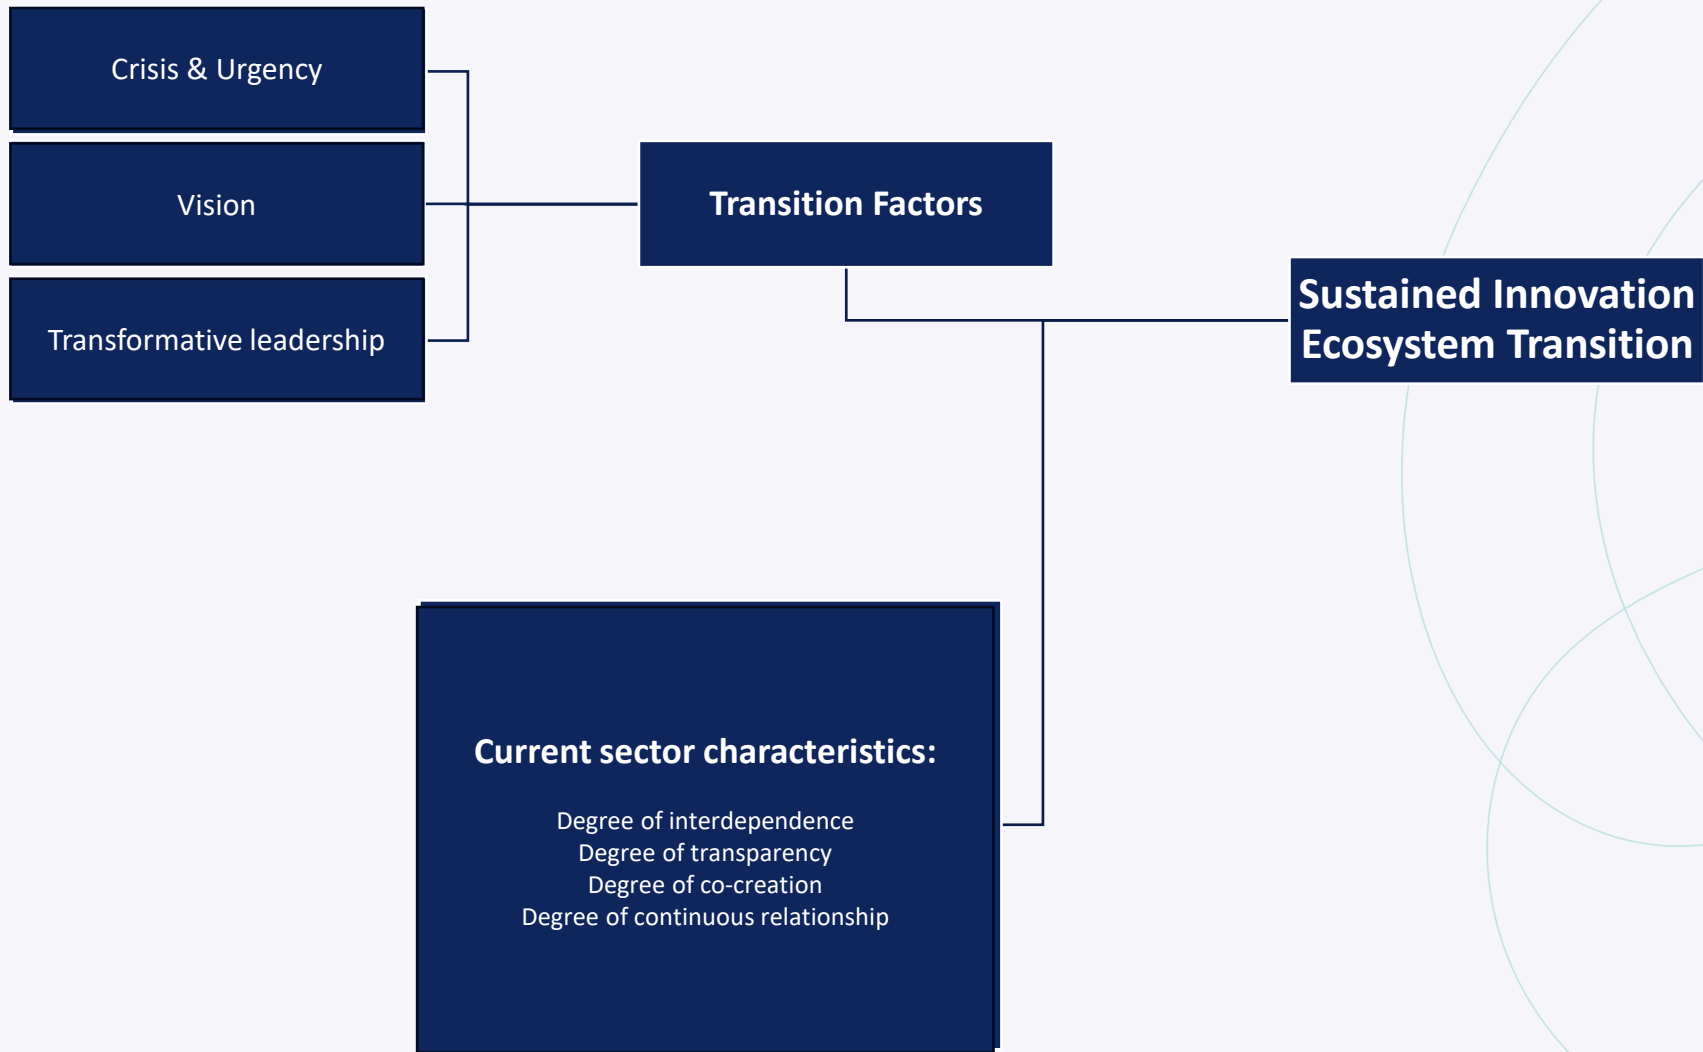 Crisis & Urgency
Vision
Transformative leadership
Transition Factors
Sustained Innovation
Ecosystem Transition
Current sector characteristics:
Degree of interdependence
Degree of transparency
Degree of co-creation
Degree of continuous relationship